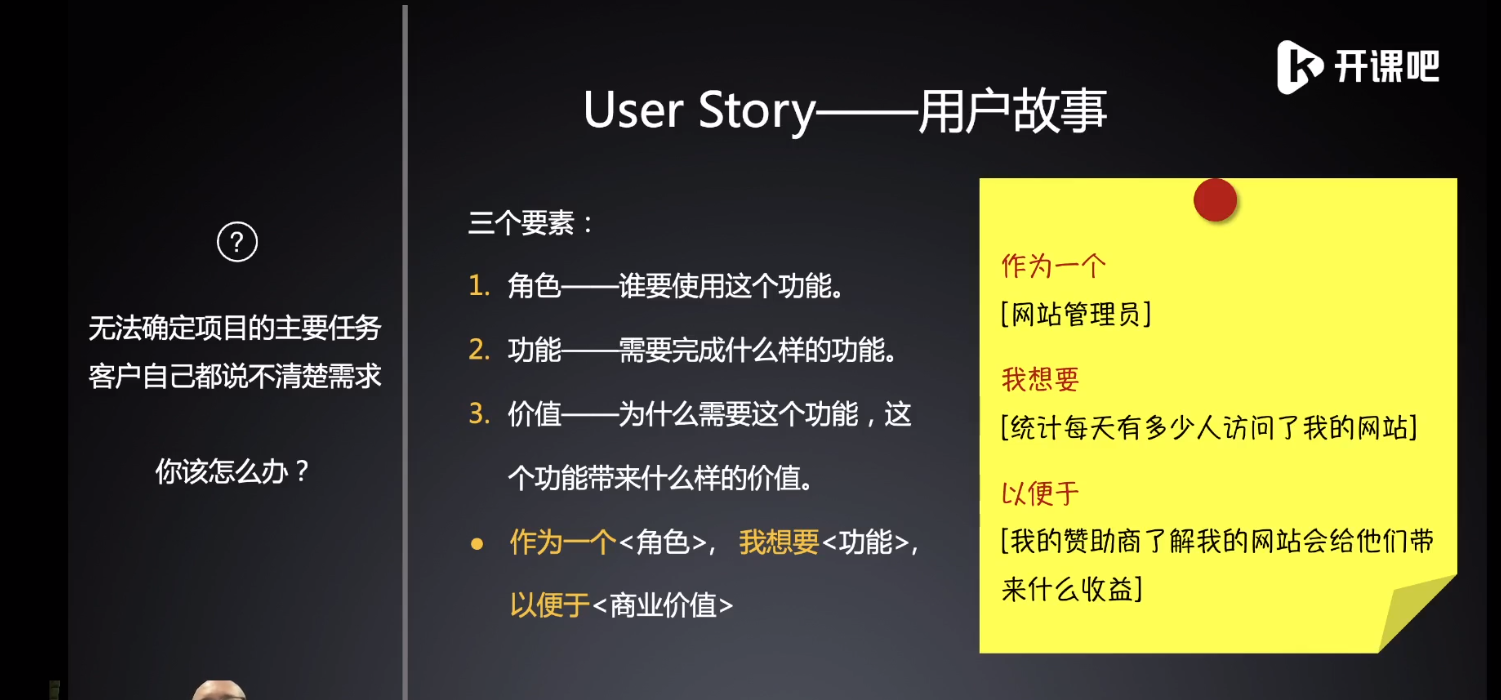 开课吧
User Story——用户故事
?
无法确定项目的主要任务
客户自己都说不清楚需求
你该怎么办？
三个要素：
1. 角色——谁要使用这个功能。
2. 功能——需要完成什么样的功能。
3. 价值——为什么需要这个功能，这
个功能带来什么样的价值。
• 作为一个<角色>, 我想要<功能>,
以便于<商业价值>
作为一个
[网站管理员]
我想要
[统计每天有多少人访问了我的网站]
以便于
[我的赞助商了解我的网站会给他们带
来什么收益]